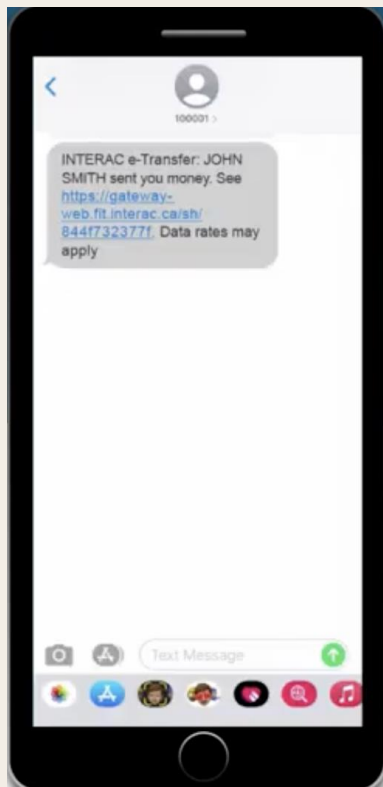 100001 >
INTERAC e-Transfer: JOHN
SMITH sent you money. See
https://gateway-
web.fit.interac.ca/sh/
844f732377f. Data rates may
apply
Text Message